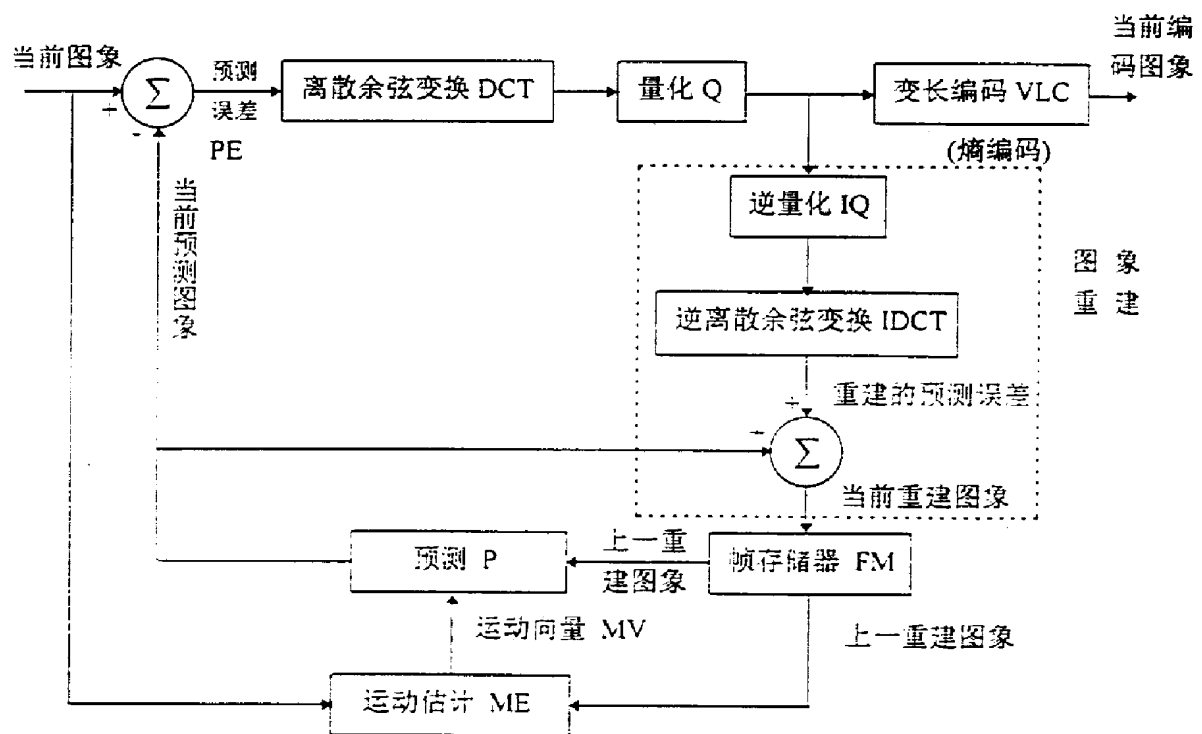 当前图象
+
-
Σ
预测
误差
PE
离散余弦变换 DCT
量化 Q
变长编码 VLC
(熵编码)
当前编
码图象
当前预测图象
逆量化 IQ
图象
重建
逆离散余弦变换 IDCT
+
重建的预测误差
+
Σ
当前重建图象
预测 P
上一重
建图象
帧存储器 FM
运动向量 MV
上一重建图象
运动估计 ME